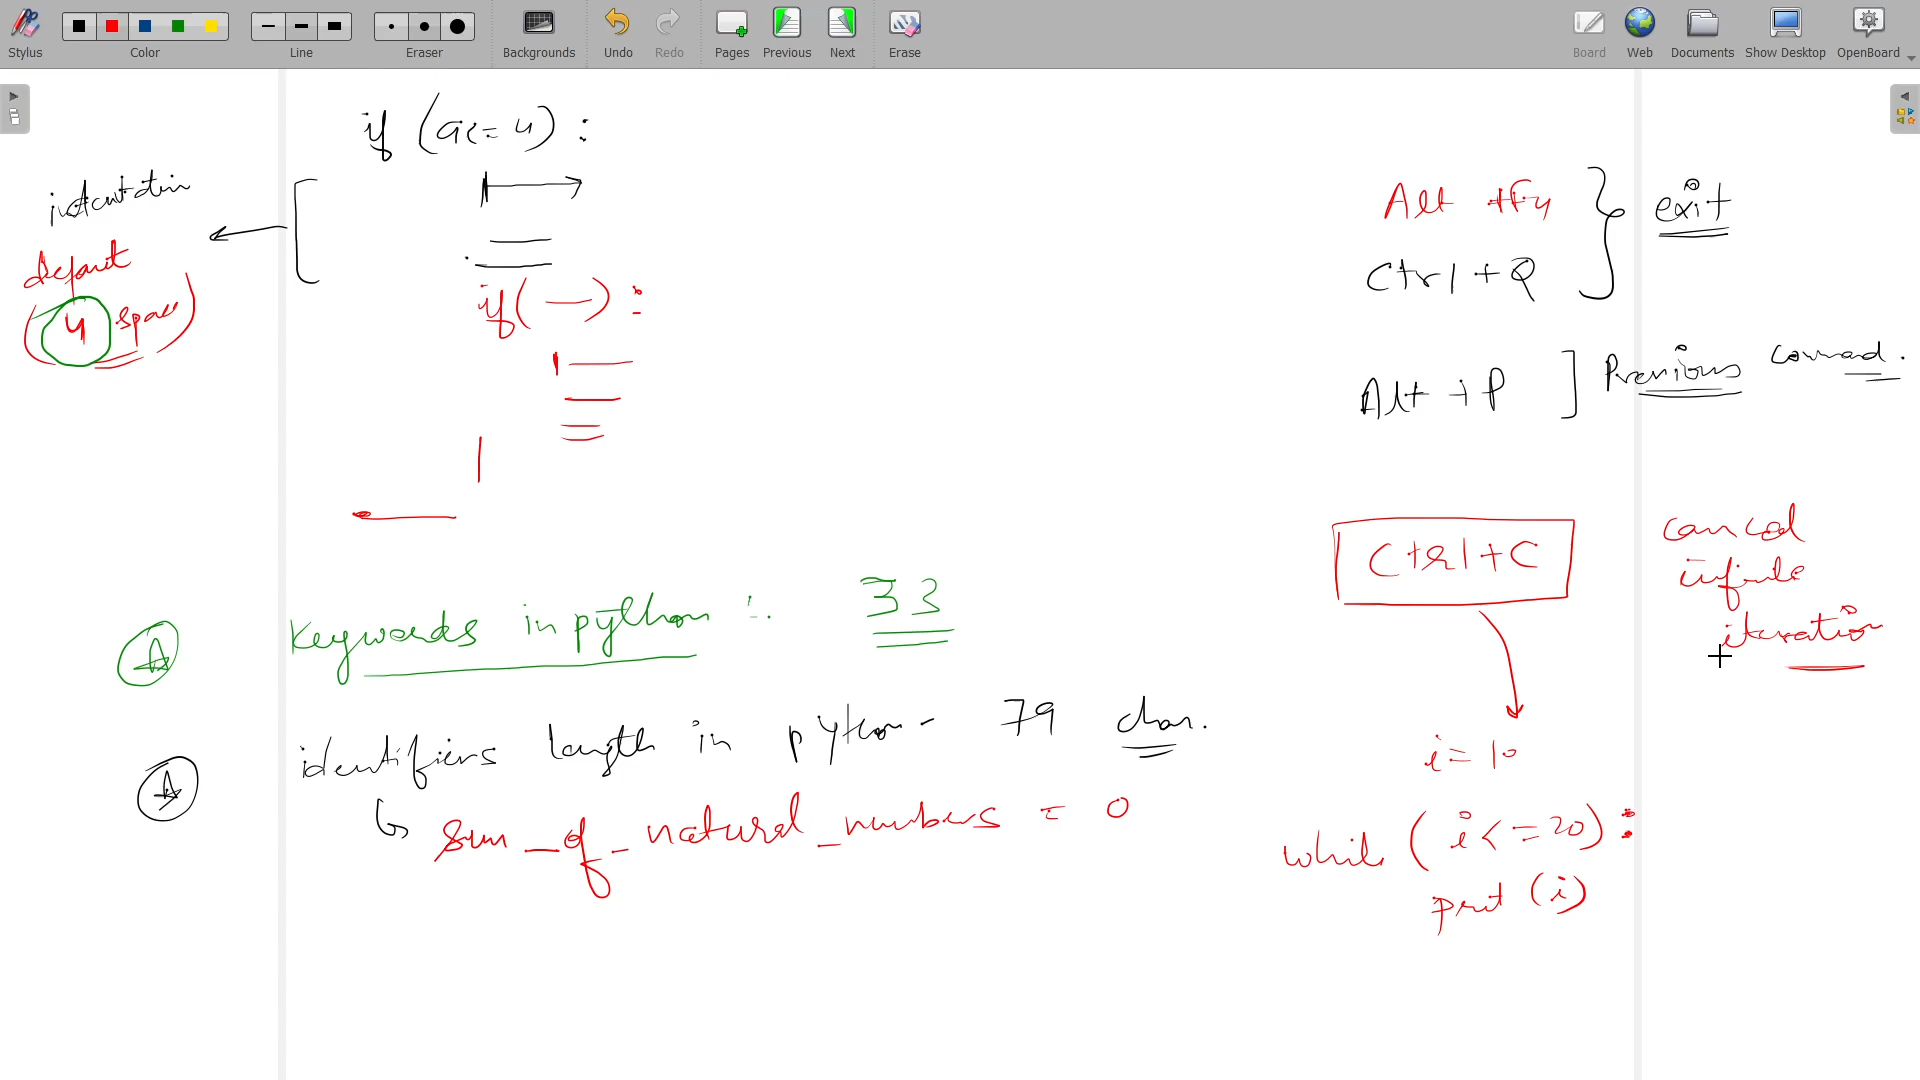 Stylus
Color
Line
Eraser
Backgrounds
Undo
Redo
Pages
Previous
Next
Erase
Board
Web
Documents
Show Desktop
OpenBoard
if (a<=4) :
indentation
default
(4 space)
if( — ) :
Alt +F4
Ctrl + Q
exit
Alt + P
Previous command.
Ctrl+C
cancel
infinite
iteration
keywords in python :- 33
identifiers length in python - 79 char.
sum_of_natural_numbers = 0
i = 10
while ( i <= 20) :
print (i)